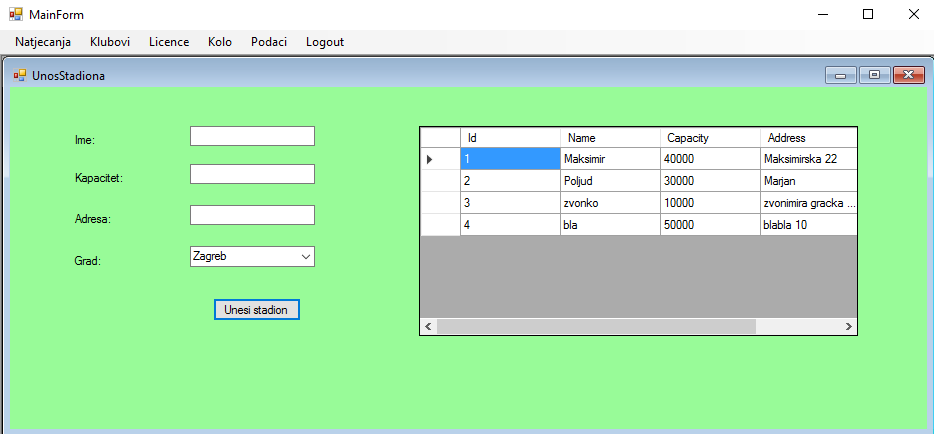 MainForm
Natjecanja Klubovi Licence Kolo Podaci Logout
UnosStadiona
Ime:
Kapacitet:
Adresa:
Grad: Zagreb
Unesi stadion
Id Name Capacity Address
1 Maksimir 40000 Maksimirska 22
2 Poljud 30000 Marjan
3 zvonko 10000 zvonimira gracka ...
4 bla 50000 blabla 10